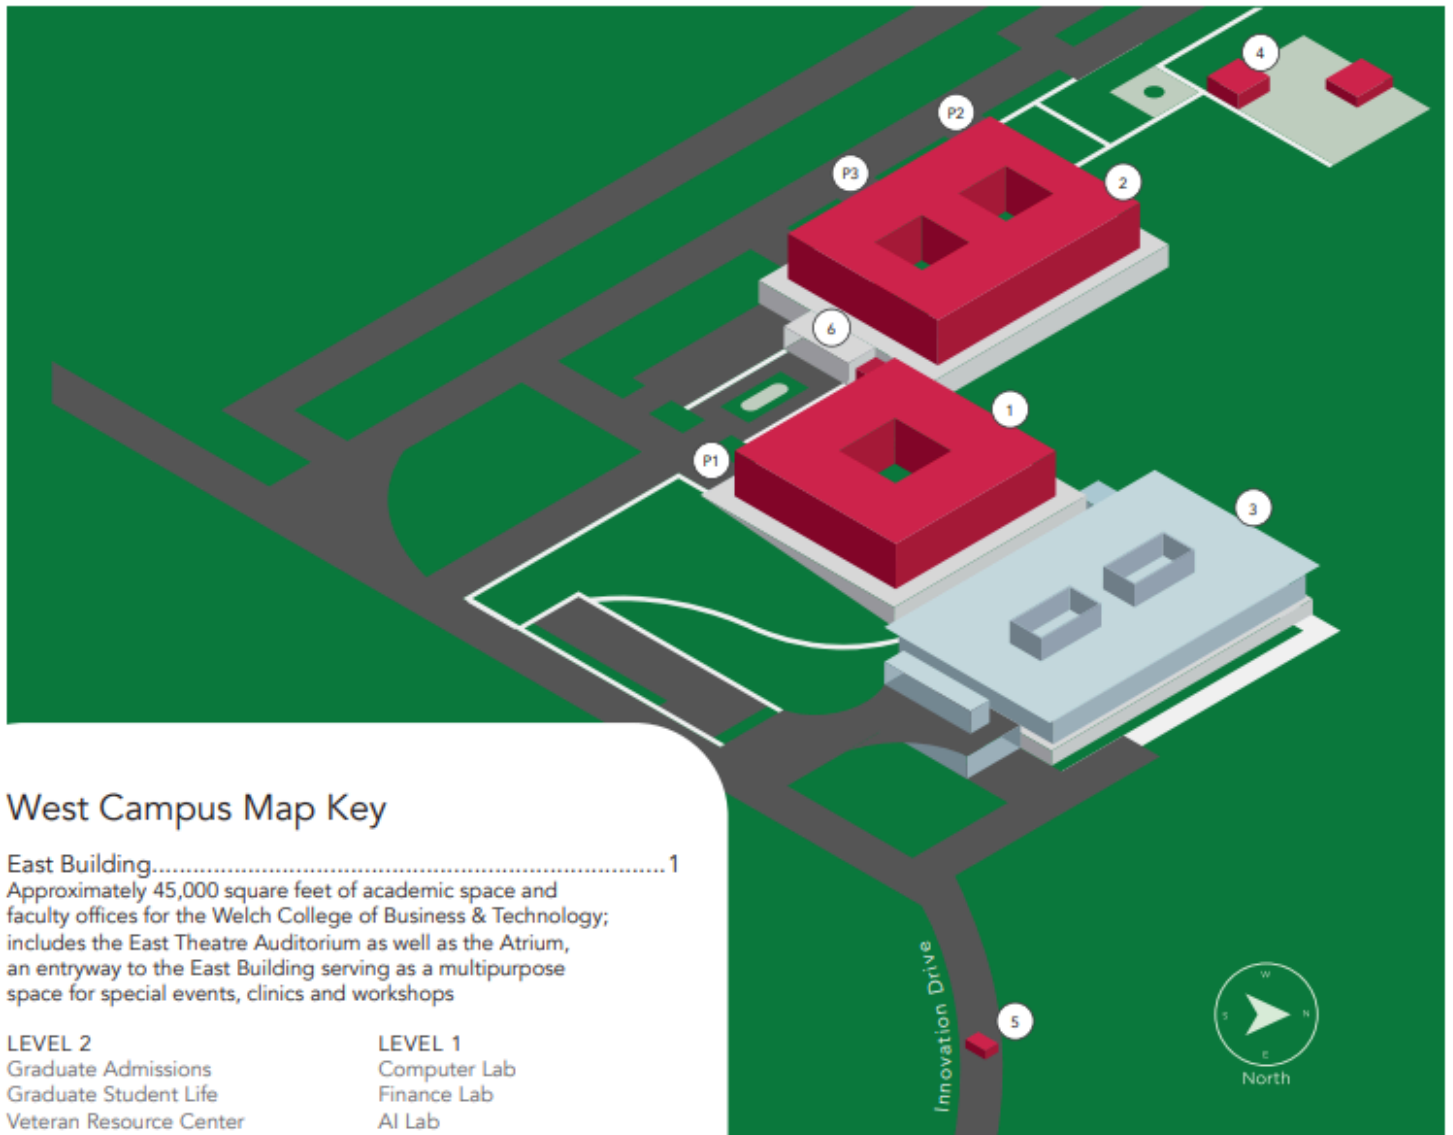 4
P2
P3
2
6
1
P1
3
West Campus Map Key
East Building............................................................................1
Approximately 45,000 square feet of academic space and
faculty offices for the Welch College of Business & Technology;
includes the East Theatre Auditorium as well as the Atrium,
an entryway to the East Building serving as a multipurpose
space for special events, clinics and workshops
LEVEL 2
Graduate Admissions
Graduate Student Life
Veteran Resource Center
LEVEL 1
Computer Lab
Finance Lab
AI Lab
Innovation Drive
5
W
S N
E
North